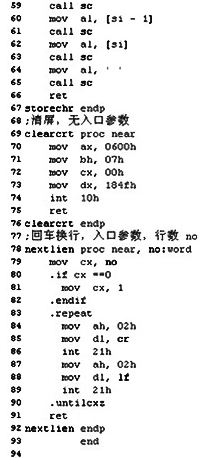 59 call sc
60 mov al, [si - 1]
61 call sc
62 mov al, [si]
63 call sc
64 mov al, ' '
65 call sc
66 ret
67 storechr endp
68 ;清屏，无入口参数
69 clearcrt proc near
70 mov ax, 0600h
71 mov bh, 07h
72 mov cx, 00h
73 mov dx, 184fh
74 int 10h
75 ret
76 clearcrt endp
77 ;回车换行，入口参数，行数 no
78 nextlien proc near, no:word
79 mov cx, no
80 .if cx ==0
81 mov cx, 1
82 .endif
83 .repeat
84 mov ah, 02h
85 mov dl, cr
86 int 21h
87 mov ah, 02h
88 mov dl, lf
89 int 21h
90 .untilcxz
91 ret
92 nextlien endp
93 end
94